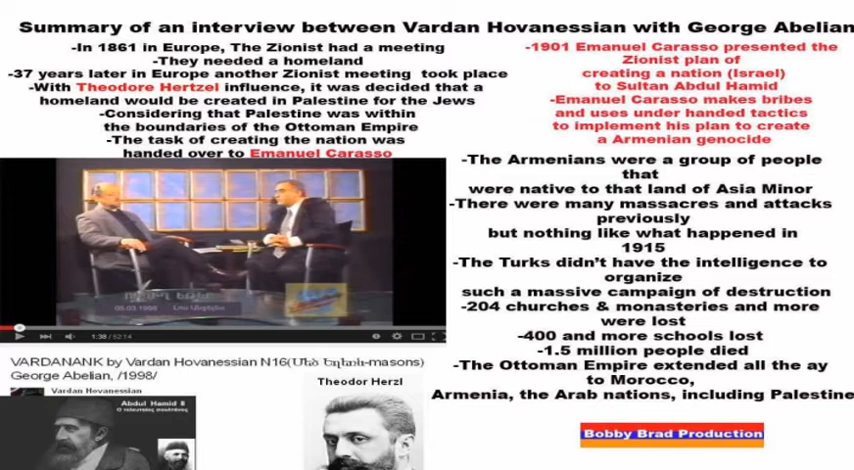 Summary of an interview between Vardan Hovanessian with George Abelian
-In 1861 in Europe, The Zionist had a meeting
-They needed a homeland
-37 years later in Europe another Zionist meeting took place
-With Theodore Hertzel influence, it was decided that a
homeland would be created in Palestine for the Jews
-Considering that Palestine was within
the boundaries of the Ottoman Empire
-The task of creating the nation was
handed over to Emanuel Carasso
-1901 Emanuel Carasso presented the
Zionist plan of
creating a nation (Israel)
to Sultan Abdul Hamid
-Emanuel Carasso makes bribes
and uses under handed tactics
to implement his plan to create
a Armenian genocide
-The Armenians were a group of people
that
were native to that land of Asia Minor
-There were many massacres and attacks
previously
but nothing like what happened in
1915
-The Turks didn't have the intelligence to
organize
such a massive campaign of destruction
-204 churches & monasteries and more
were lost
-400 and more schools lost
-1.5 million people died
-The Ottoman Empire extended all the ay
to Morocco,
Armenia, the Arab nations, including Palestine
1:38 / 52:14
VARDANANK by Vardan Hovanessian N16(Մեծ Եղեռն-masons)
George Abelian, /1998/
Vardan Hovanessian
Abdul Hamid II
Theodor Herzl
Bobby Brad Production